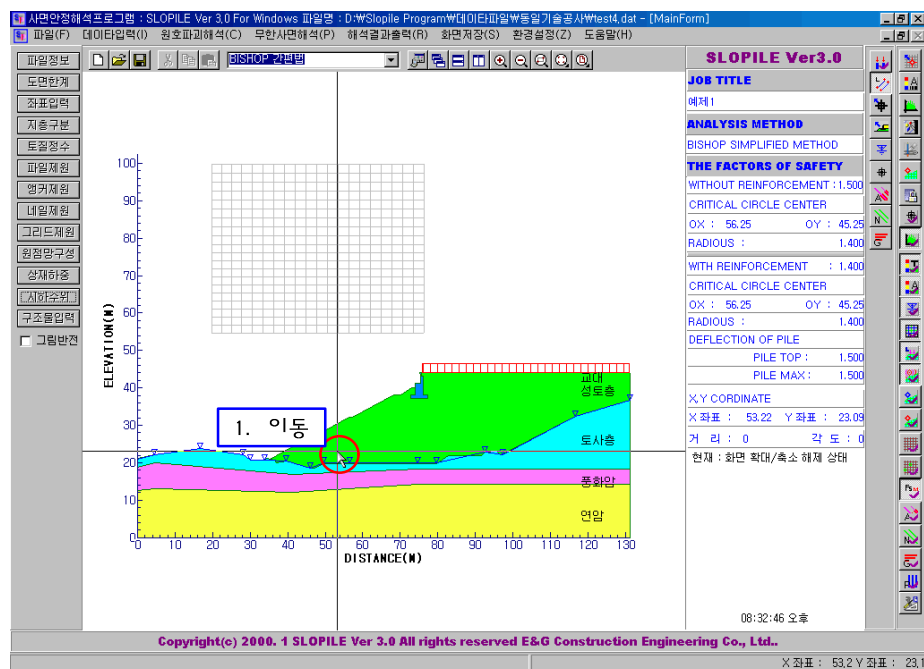 사면안정해석프로그램 : SLOPILE Ver 3,0 For Windows 파일명 : D:₩Slopile Program₩데이타파일₩동일기술공사₩test4,dat - [MainForm]
파일(F) 데이타입력(I) 원호파괴해석(C) 무한사면해석(P) 해석결과출력(R) 화면저장(S) 환경설정(Z) 도움말(H)
BISHOP 간편법
파일정보
도면한계
좌표입력
지층구분
토질정수
파일제원
앵커제원
네일제원
그리드제원
원점망구성
상재하중
지하수위
구조물입력
그림반전
ELEVATION(M)
100
90
80
70
60
50
40
30
20
10
0
교대
성토층
1. 이동
토사층
풍화암
연암
0 10 20 30 40 50 60 70 80 90 100 110 120 130
DISTANCE(M)
SLOPILE Ver3.0
JOB TITLE
예제1
ANALYSIS METHOD
BISHOP SIMPLIFIED METHOD
THE FACTORS OF SAFETY
WITHOUT REINFORCEMENT : 1.500
CRITICAL CIRCLE CENTER
OX : 56.25 OY : 45.25
RADIOUS : 1.400
WITH REINFORCEMENT : 1.400
CRITICAL CIRCLE CENTER
OX : 56.25 OY : 45.25
RADIOUS : 1.400
DEFLECTION OF PILE
PILE TOP : 1.500
PILE MAX : 1.500
X,Y CORDINATE
X 좌표 : 53.22 Y 좌표 : 23.09
거 리 : 0 각 도 : 0
현재 : 화면 확대/축소 해제 상태
08:32:46 오후
Copyright(c) 2000. 1 SLOPILE Ver 3.0 All rights reserved E&G Construction Engineering Co., Ltd..
X 좌표 : 53,2 Y 좌표 : 23,